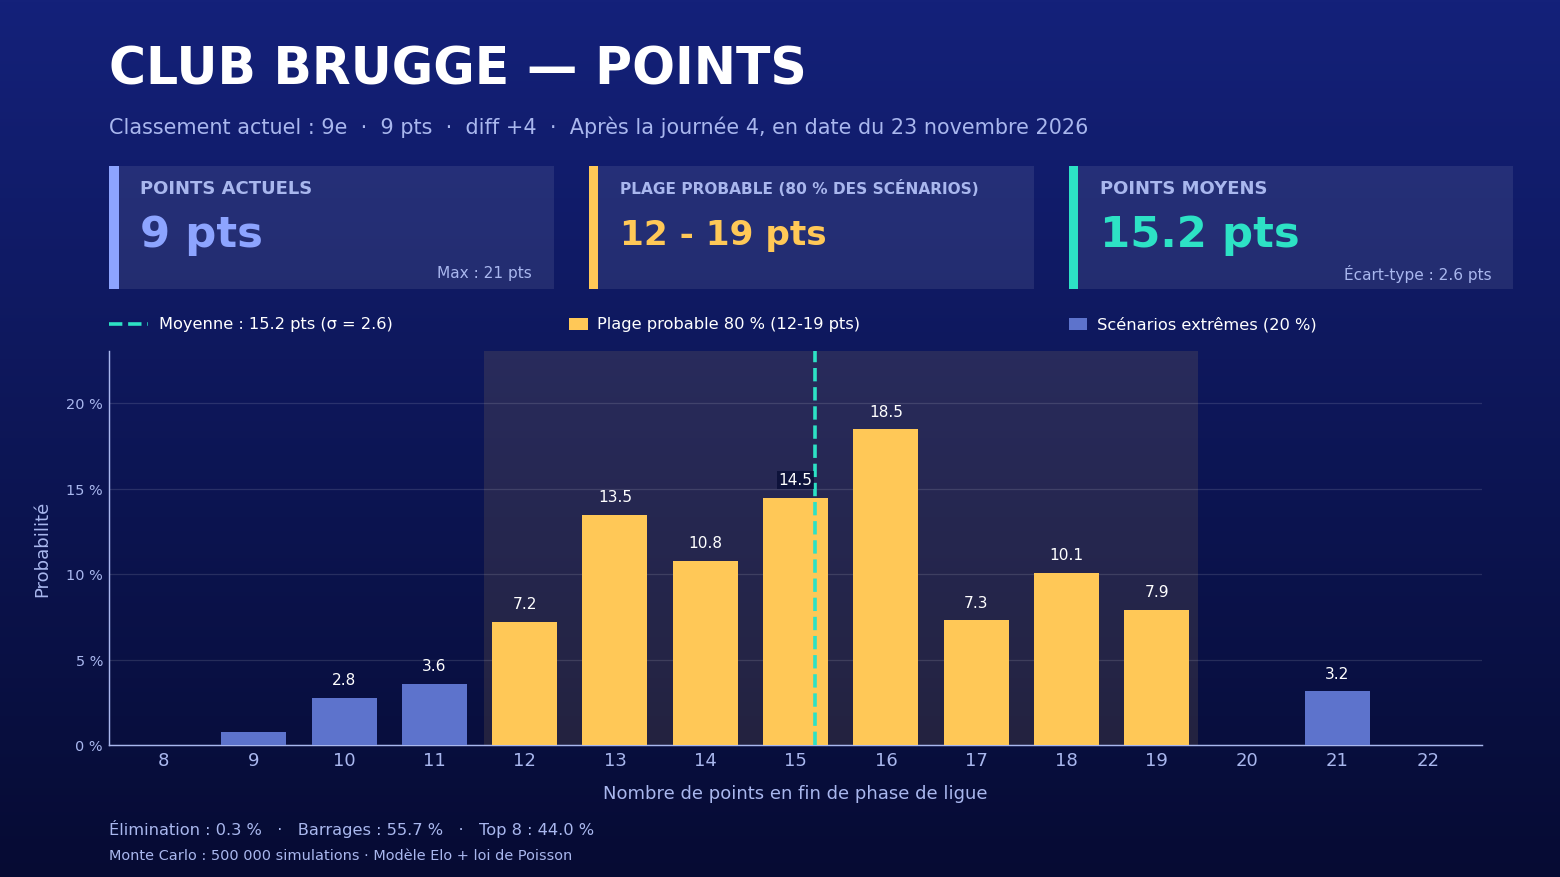 CLUB BRUGGE — POINTS
Classement actuel : 9e · 9 pts · diff +4 · Après la journée 4, en date du 23 novembre 2026
POINTS ACTUELS
9 pts
Max : 21 pts
PLAGE PROBABLE (80 % DES SCÉNARIOS)
12 - 19 pts
POINTS MOYENS
15.2 pts
Écart-type : 2.6 pts
Moyenne : 15.2 pts (σ = 2.6)
Plage probable 80 % (12-19 pts)
Scénarios extrêmes (20 %)
Probabilité
20 %
15 %
10 %
5 %
0 %
2.8
3.6
7.2
13.5
10.8
14.5
18.5
7.3
10.1
7.9
3.2
8 9 10 11 12 13 14 15 16 17 18 19 20 21 22
Nombre de points en fin de phase de ligue
Élimination : 0.3 % · Barrages : 55.7 % · Top 8 : 44.0 %
Monte Carlo : 500 000 simulations · Modèle Elo + loi de Poisson